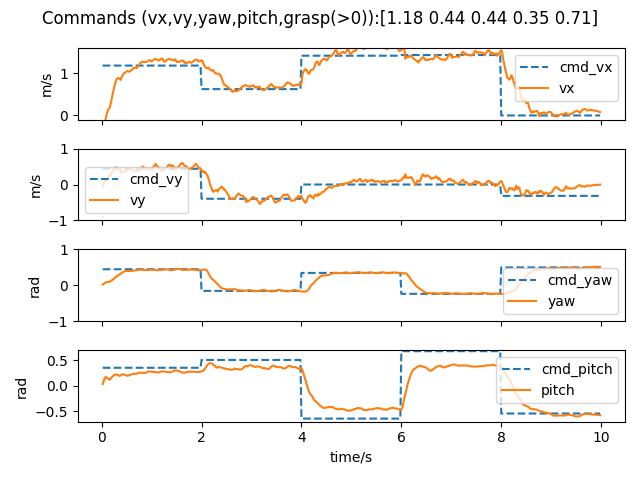 Commands (vx,vy,yaw,pitch,grasp(>0)):[1.18 0.44 0.44 0.35 0.71]
m/s
1
0
cmd_vx
vx
m/s
1
0
−1
cmd_vy
vy
rad
1
0
−1
cmd_yaw
yaw
rad
0.5
0.0
−0.5
cmd_pitch
pitch
0 2 4 6 8 10
time/s